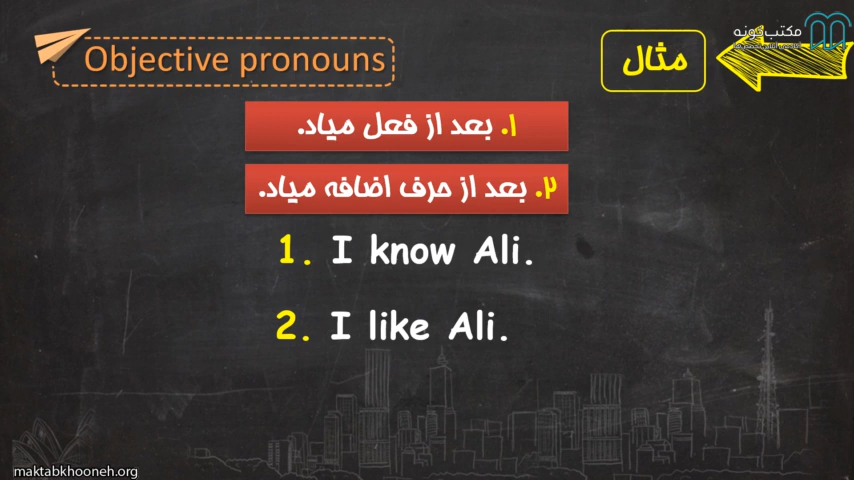 Objective pronouns
مثال
مکتب‌خونه
۱. بعد از فعل میاد.
۲. بعد از حرف اضافه میاد.
1. I know Ali.
2. I like Ali.
maktabkhooneh.org